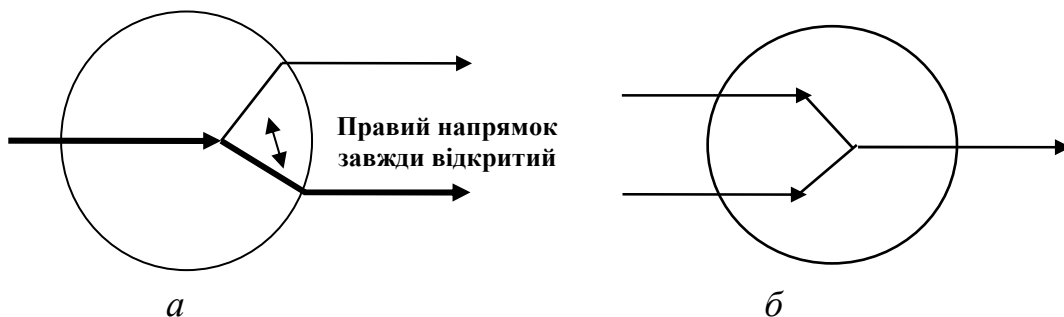 Правий напрямок
завжди відкритий
а
б